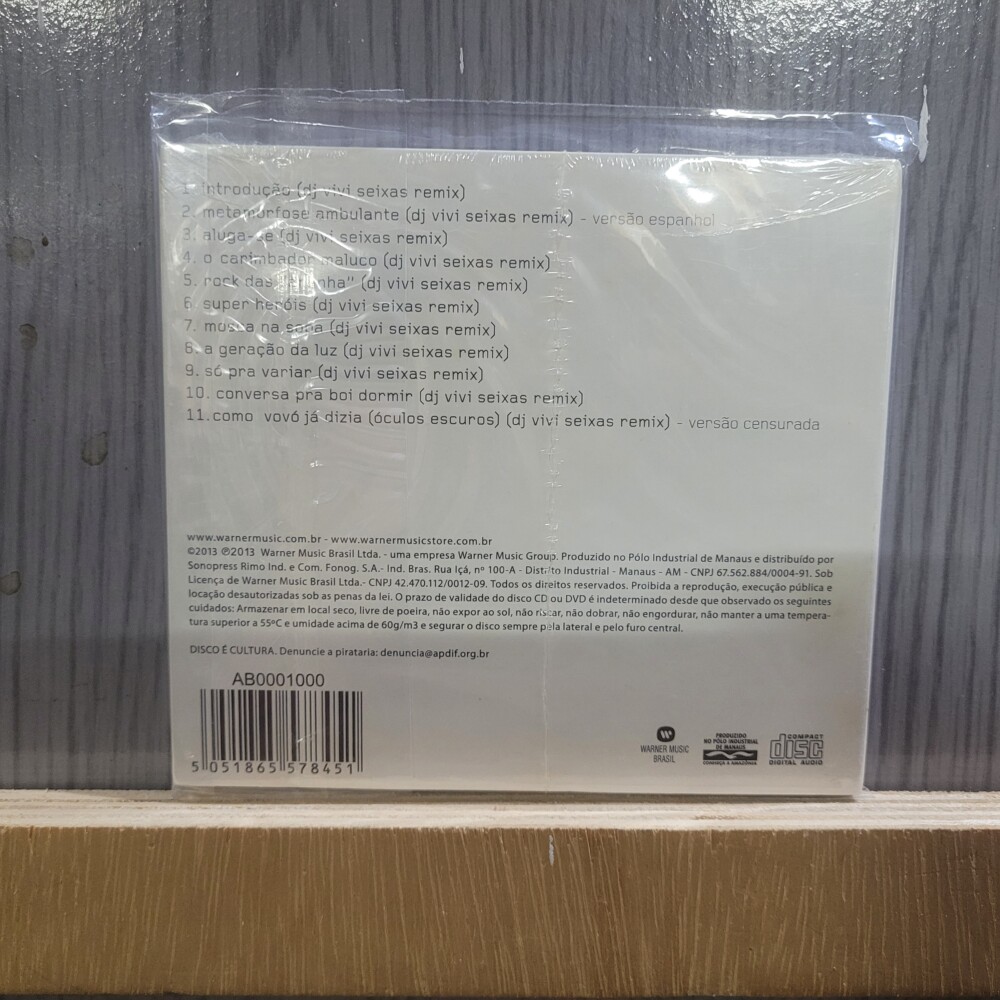 1. introdução (dj vivi seixas remix)
2. metamorfose ambulante (dj vivi seixas remix) - versão espanhol
3. aluga-se (dj vivi seixas remix)
4. o carimbador maluco (dj vivi seixas remix)
5. rock das "aranha" (dj vivi seixas remix)
6. super heróis (dj vivi seixas remix)
7. mosca na sopa (dj vivi seixas remix)
8. a geração da luz (dj vivi seixas remix)
9. só pra variar (dj vivi seixas remix)
10. conversa pra boi dormir (dj vivi seixas remix)
11. como vovó já dizia (óculos escuros) (dj vivi seixas remix) - versão censurada
www.warnermusic.com.br - www.warnermusicstore.com.br
©2013 ℗2013 Warner Music Brasil Ltda. - uma empresa Warner Music Group. Produzido no Pólo Industrial de Manaus e distribuído por
Sonopress Rimo Ind. e Com. Fonog. S.A.- Ind. Bras. Rua Içá, nº 100-A - Distrito Industrial - Manaus - AM - CNPJ 67.562.884/0004-91. Sob
Licença de Warner Music Brasil Ltda.- CNPJ 42.470.112/0012-09. Todos os direitos reservados. Proibida a reprodução, execução pública e
locação desautorizadas sob as penas da lei. O prazo de validade do disco CD ou DVD é indeterminado desde que observado os seguintes
cuidados: Armazenar em local seco, livre de poeira, não expor ao sol, não riscar, não dobrar, não engordurar, não manter a uma tempera-
tura superior a 55ºC e umidade acima de 60g/m3 e segurar o disco sempre pela lateral e pelo furo central.
DISCO É CULTURA. Denuncie a pirataria: denuncia@apdif.org.br
AB0001000
5 051865 578451
WARNER MUSIC
BRASIL
PRODUZIDO
NO PÓLO INDUSTRIAL
DE MANAUS
CONHEÇA A AMAZÔNIA
COMPACT
disc
DIGITAL AUDIO